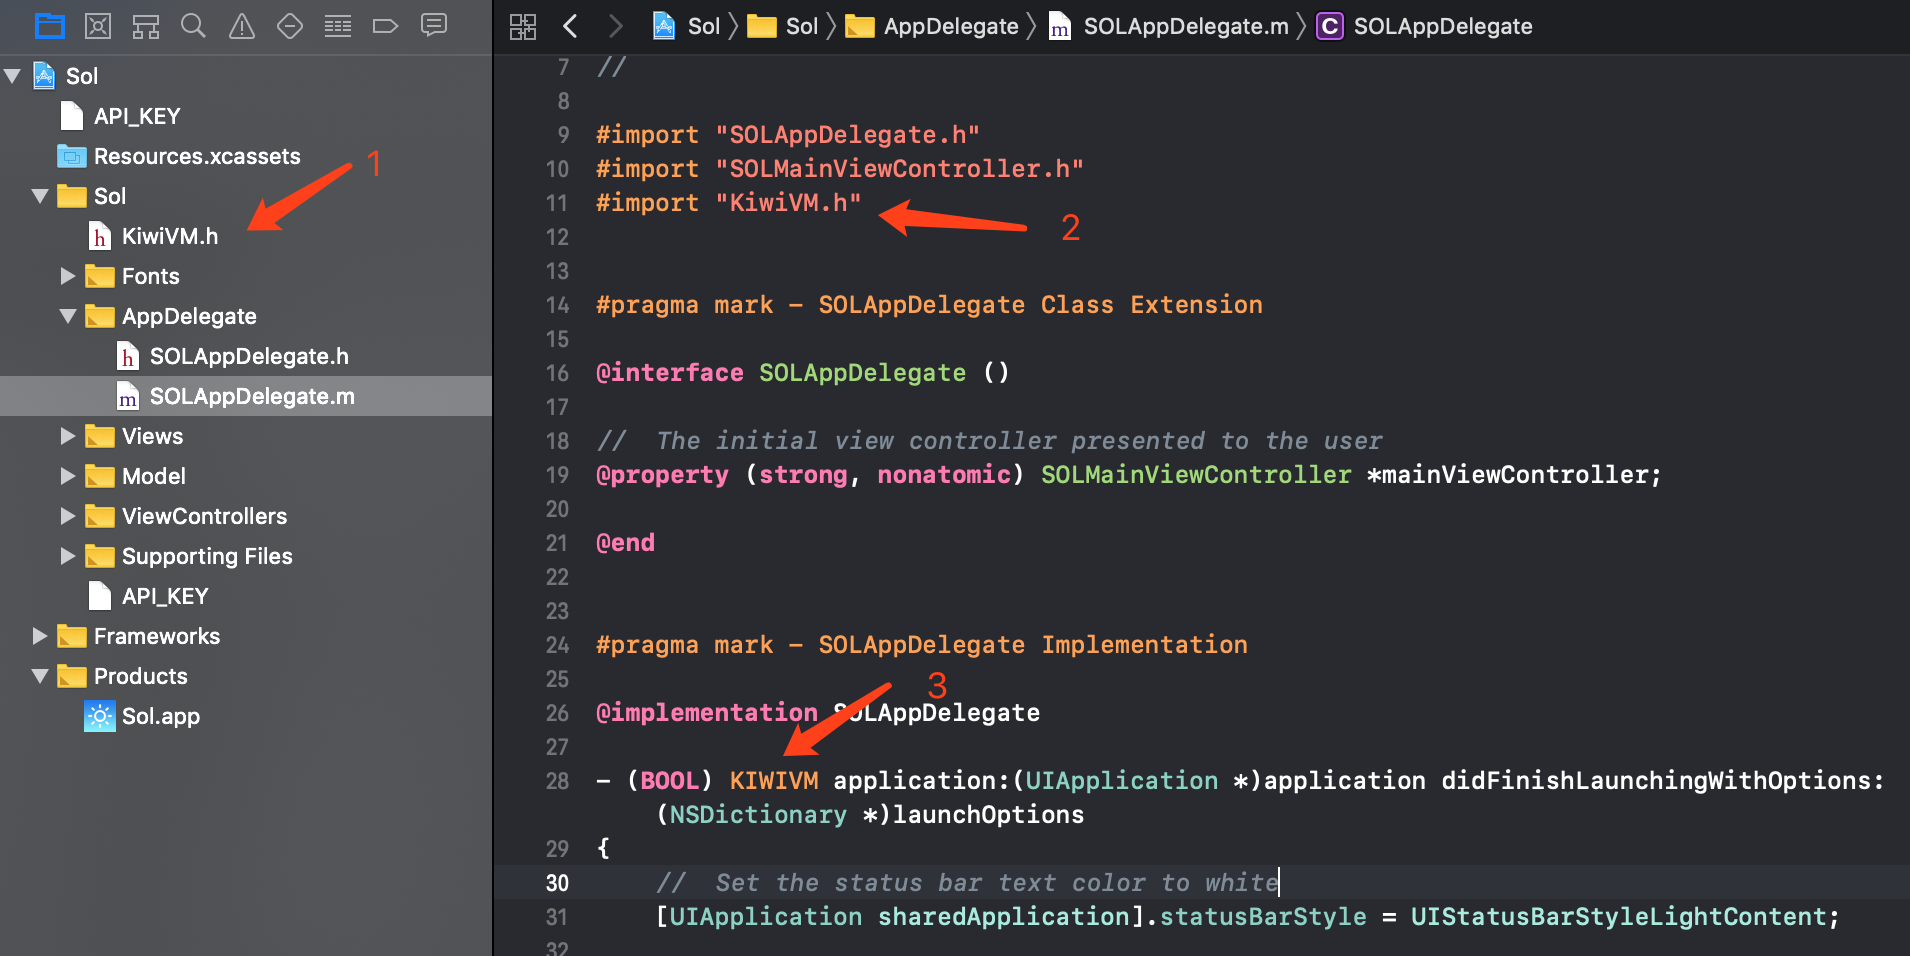 Sol 〉 Sol 〉 AppDelegate 〉 m SOLAppDelegate.m 〉 C SOLAppDelegate
Sol
API_KEY
Resources.xcassets
1
Sol
h KiwiVM.h
Fonts
AppDelegate
h SOLAppDelegate.h
m SOLAppDelegate.m
Views
Model
ViewControllers
Supporting Files
API_KEY
Frameworks
Products
Sol.app
7 //
8
9 #import "SOLAppDelegate.h"
10 #import "SOLMainViewController.h"
11 #import "KiwiVM.h"
2
12
13
14 #pragma mark - SOLAppDelegate Class Extension
15
16 @interface SOLAppDelegate ()
17
18 //  The initial view controller presented to the user
19 @property (strong, nonatomic) SOLMainViewController *mainViewController;
20
21 @end
22
23
24 #pragma mark - SOLAppDelegate Implementation
25
3
26 @implementation SOLAppDelegate
27
28 - (BOOL) KIWIVM application:(UIApplication *)application didFinishLaunchingWithOptions:
(NSDictionary *)launchOptions
29 {
30 //  Set the status bar text color to white
31 [UIApplication sharedApplication].statusBarStyle = UIStatusBarStyleLightContent;
32